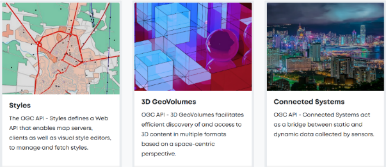 Styles
The OGC API - Styles defines a Web
API that enables map servers,
clients as well as visual style editors,
to manage and fetch styles.
3D GeoVolumes
OGC API - 3D GeoVolumes facilitates
efficient discovery of and access to
3D content in multiple formats
based on a space-centric
perspective.
Connected Systems
OGC API - Connected Systems act
as a bridge between static and
dynamic data collected by sensors.